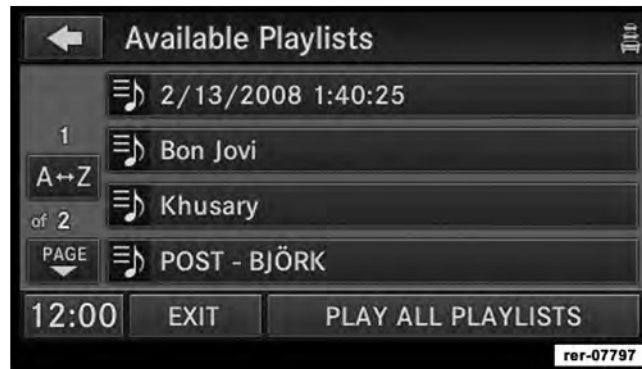 Available Playlists
2/13/2008 1:40:25
1
Bon Jovi
A↔Z
Khusary
of 2
PAGE
POST - BJÖRK
12:00 EXIT PLAY ALL PLAYLISTS
rer-07797